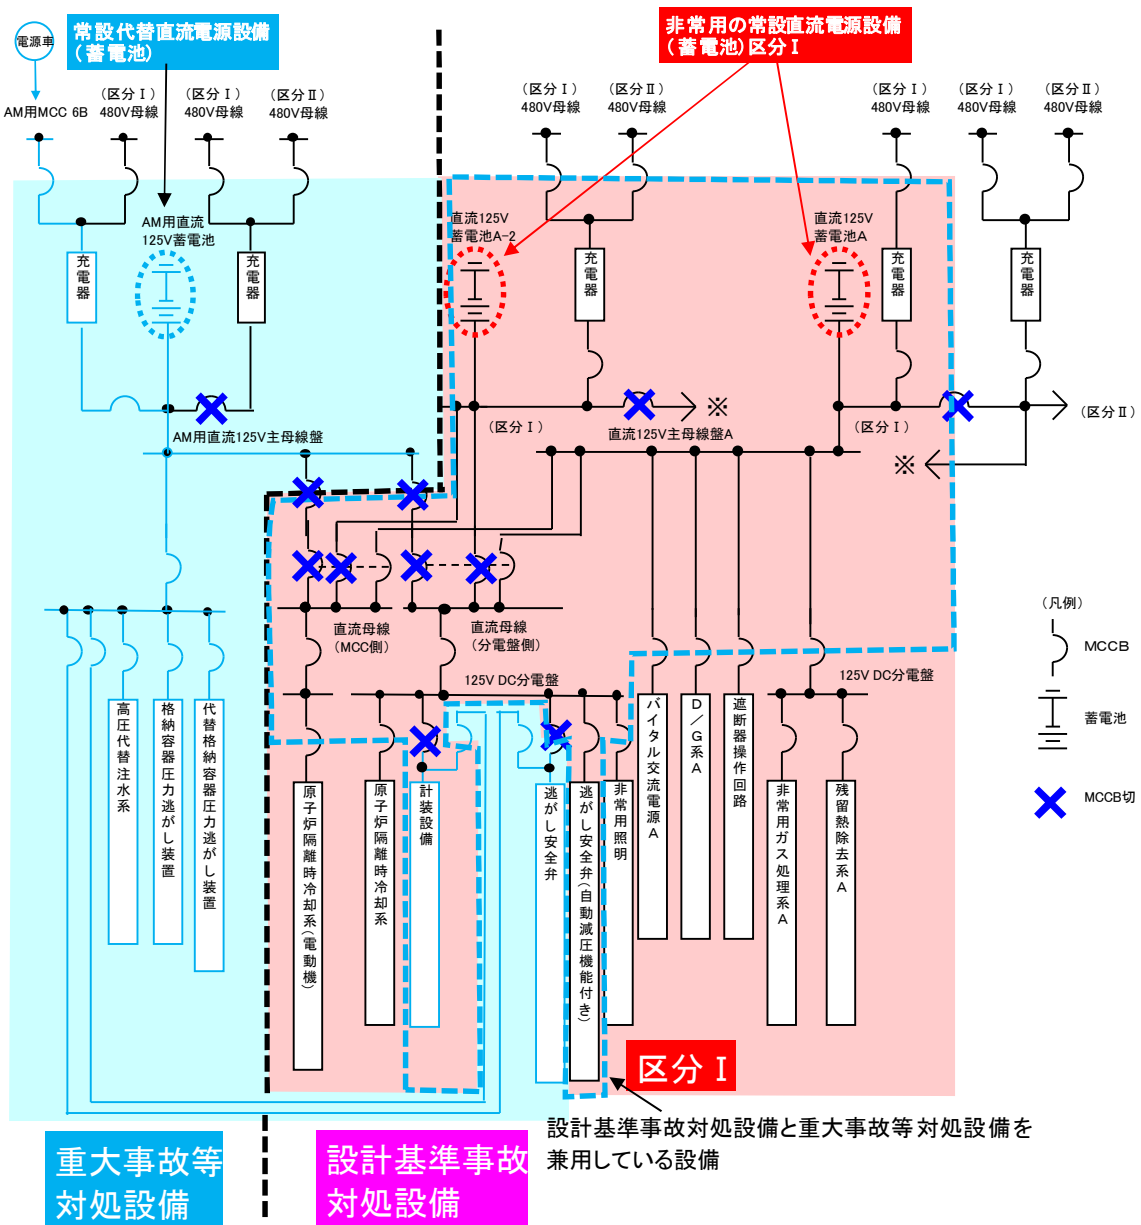 電源車
常設代替直流電源設備
（蓄電池）
非常用の常設直流電源設備
（蓄電池）区分Ⅰ
AM用MCC 6B
（区分Ⅰ）
480V母線
（区分Ⅰ）
480V母線
（区分Ⅱ）
480V母線
（区分Ⅰ）
480V母線
（区分Ⅱ）
480V母線
（区分Ⅰ）
480V母線
（区分Ⅰ）
480V母線
（区分Ⅱ）
480V母線
AM用直流
125V蓄電池
直流125V
蓄電池A-2
直流125V
蓄電池A
充電器
充電器
充電器
充電器
充電器
※
（区分Ⅰ）
直流125V主母線盤A
（区分Ⅰ）
（区分Ⅱ）
AM用直流125V主母線盤
※
直流母線
（MCC側）
直流母線
（分電盤側）
125V DC分電盤
125V DC分電盤
（凡例）
MCCB
蓄電池
MCCB切
高圧代替注水系
格納容器圧力逃がし装置
代替格納容器圧力逃がし装置
原子炉隔離時冷却系（電動機）
原子炉隔離時冷却系
計装設備
逃がし安全弁
逃がし安全弁（自動減圧機能付き）
非常用照明
バイタル交流電源A
D／G系A
遮断器操作回路
非常用ガス処理系A
残留熱除去系A
区分Ⅰ
設計基準事故対処設備と重大事故等対処設備を
兼用している設備
重大事故等
対処設備
設計基準事故
対処設備